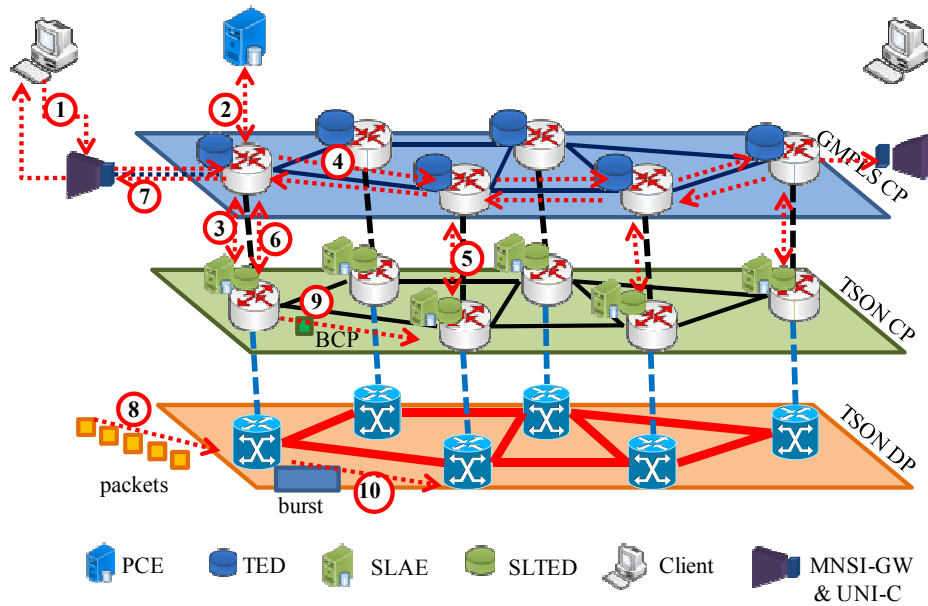 1
2
4
GMPLS CP
7
3
6
5
9
BCP
TSON CP
8
packets
burst
10
TSON DP
PCE
TED
SLAE
SLTED
Client
MNSI-GW
& UNI-C